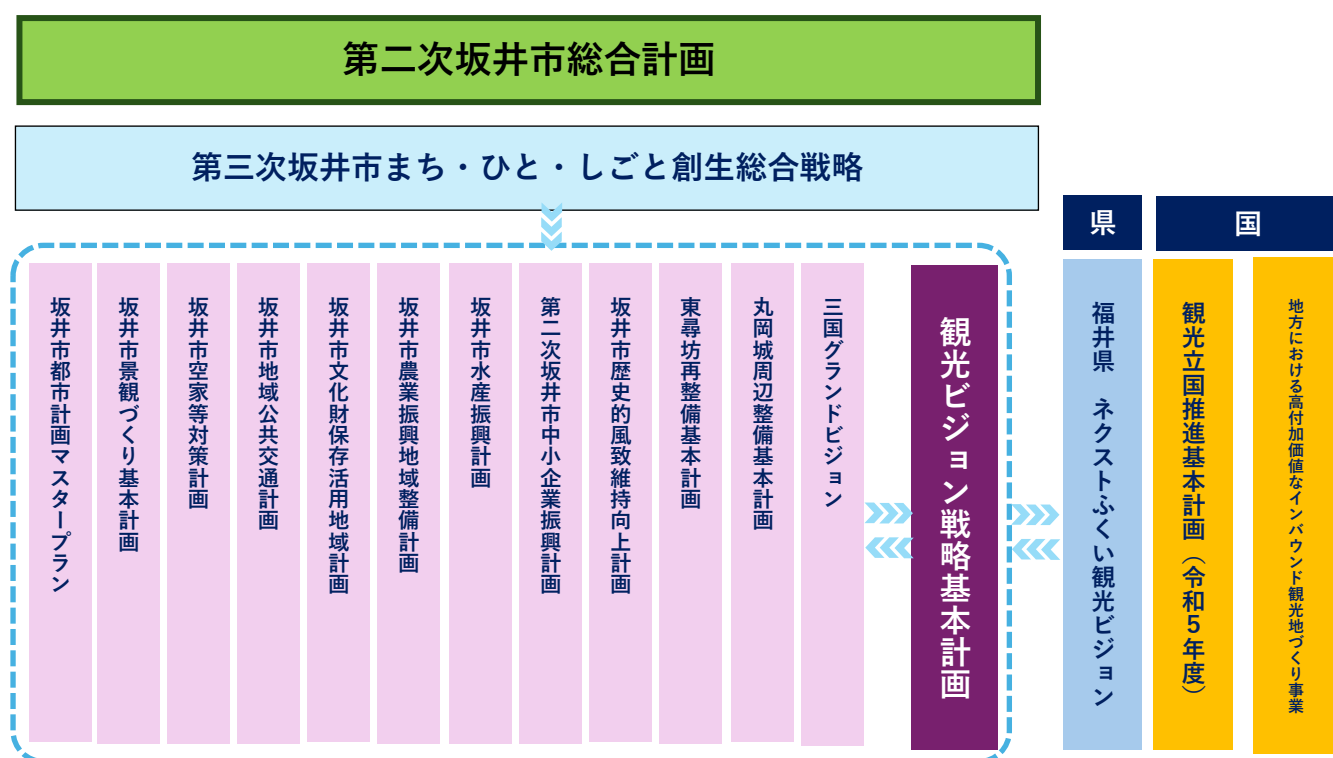 第二次坂井市総合計画
第三次坂井市まち・ひと・しごと創生総合戦略
県
国
坂井市都市計画マスタープラン
坂井市景観づくり基本計画
坂井市空家等対策計画
坂井市地域公共交通計画
坂井市文化財保存活用地域計画
坂井市農業振興地域整備計画
坂井市水産振興計画
第二次坂井市中小企業振興計画
坂井市歴史的風致維持向上計画
東尋坊再整備基本計画
丸岡城周辺整備基本計画
三国グランドビジョン
観光ビジョン戦略基本計画
福井県　ネクストふくい観光ビジョン
観光立国推進基本計画（令和5年度）
地方における高付加価値なインバウンド観光地づくり事業